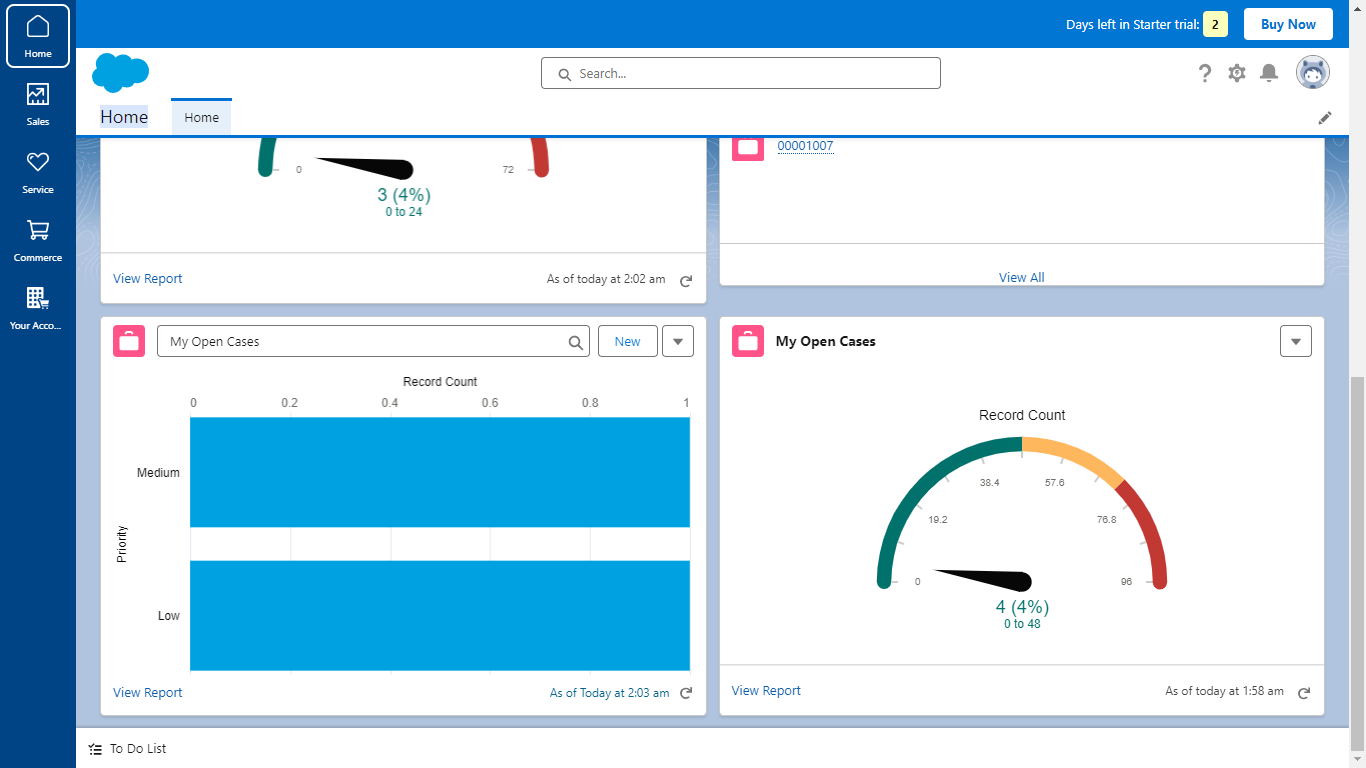 Home
Sales
Service
Commerce
Your Acco...
Days left in Starter trial: 2
Buy Now
Search...
Home
Home
0
72
3 (4%)
0 to 24
View Report
As of today at 2:02 am
00001007
View All
My Open Cases
New
Record Count
0 0.2 0.4 0.6 0.8 1
Priority
Medium
Low
View Report
As of Today at 2:03 am
My Open Cases
Record Count
38.4 57.6
19.2 76.8
0 96
4 (4%)
0 to 48
View Report
As of today at 1:58 am
To Do List